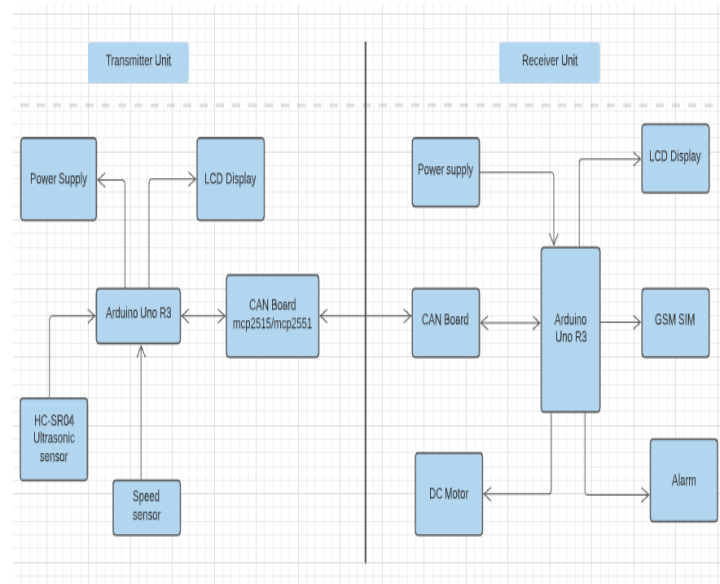 Transmitter Unit
Receiver Unit
Power Supply
LCD Display
Power supply
LCD Display
Arduino Uno R3
CAN Board
mcp2515/mcp2551
CAN Board
Arduino
Uno R3
GSM SIM
HC-SR04
Ultrasonic
sensor
Speed
sensor
DC Motor
Alarm